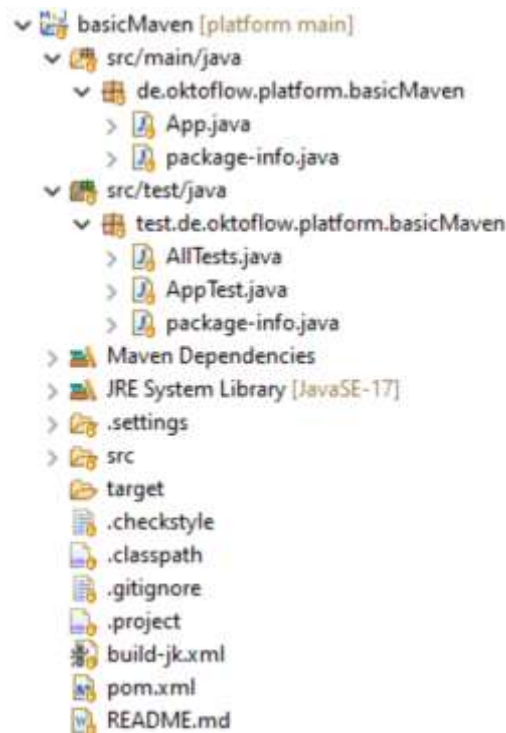 basicMaven [platform main]
src/main/java
de.oktoflow.platform.basicMaven
App.java
package-info.java
src/test/java
test.de.oktoflow.platform.basicMaven
AllTests.java
AppTest.java
package-info.java
Maven Dependencies
JRE System Library [JavaSE-17]
.settings
src
target
.checkstyle
.classpath
.gitignore
.project
build-jk.xml
pom.xml
README.md